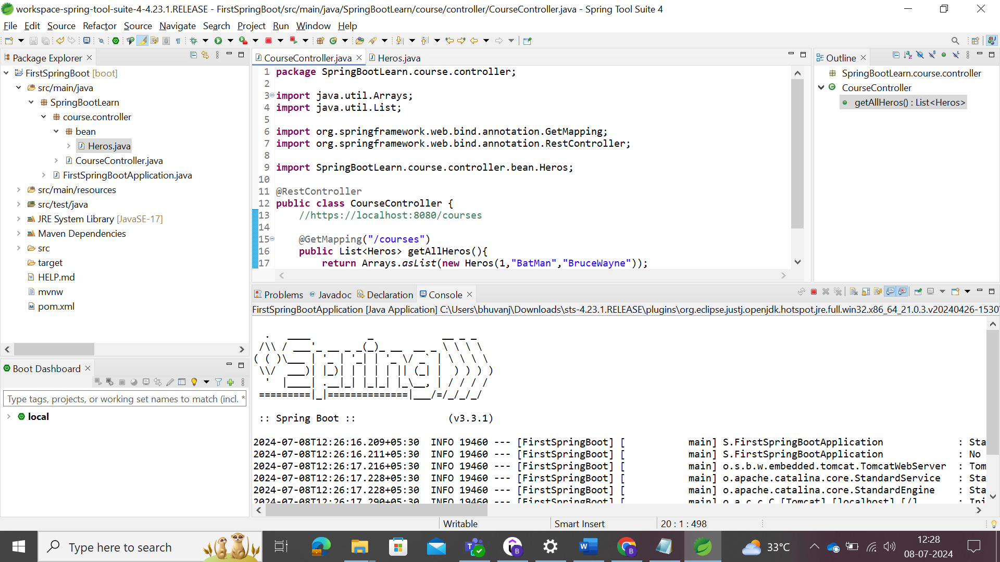 workspace-spring-tool-suite-4-4.23.1.RELEASE - FirstSpringBoot/src/main/java/SpringBootLearn/course/controller/CourseController.java - Spring Tool Suite 4
File Edit Source Refactor Source Navigate Search Project Run Window Help
Package Explorer
FirstSpringBoot [boot]
src/main/java
SpringBootLearn
course.controller
bean
Heros.java
CourseController.java
FirstSpringBootApplication.java
src/main/resources
src/test/java
JRE System Library [JavaSE-17]
Maven Dependencies
src
target
HELP.md
mvnw
pom.xml
Boot Dashboard
Type tags, projects, or working set names to match (incl. *
local
CourseController.java Heros.java
1 package SpringBootLearn.course.controller;
2
3 import java.util.Arrays;
4 import java.util.List;
5
6 import org.springframework.web.bind.annotation.GetMapping;
7 import org.springframework.web.bind.annotation.RestController;
8
9 import SpringBootLearn.course.controller.bean.Heros;
10
11 @RestController
12 public class CourseController {
13 //https://localhost:8080/courses
14
15 @GetMapping("/courses")
16 public List<Heros> getAllHeros(){
17 return Arrays.asList(new Heros(1,"BatMan","BruceWayne"));
Outline
SpringBootLearn.course.controller
CourseController
getAllHeros() : List<Heros>
Problems @ Javadoc Declaration Console
FirstSpringBootApplication [Java Application] C:\Users\bhuvanj\Downloads\sts-4.23.1.RELEASE\plugins\org.eclipse.justj.openjdk.hotspot.jre.full.win32.x86_64_21.0.3.v20240426-1530\
Spring
:: Spring Boot :: (v3.3.1)
2024-07-08T12:26:16.209+05:30 INFO 19460 --- [FirstSpringBoot] [ main] S.FirstSpringBootApplication : Sta
2024-07-08T12:26:16.211+05:30 INFO 19460 --- [FirstSpringBoot] [ main] S.FirstSpringBootApplication : No
2024-07-08T12:26:17.216+05:30 INFO 19460 --- [FirstSpringBoot] [ main] o.s.b.w.embedded.tomcat.TomcatWebServer : Tom
2024-07-08T12:26:17.228+05:30 INFO 19460 --- [FirstSpringBoot] [ main] o.apache.catalina.core.StandardService : Sta
2024-07-08T12:26:17.228+05:30 INFO 19460 --- [FirstSpringBoot] [ main] o.apache.catalina.core.StandardEngine : Sta
2024-07-08T12:26:17.290+05:30 INFO 19460 --- [FirstSpringBoot] [ main] o.a.c.c.C.[Tomcat].[localhost].[/] : Ini
Writable Smart Insert 20 : 1 : 498
Type here to search
33°C
12:28
08-07-2024